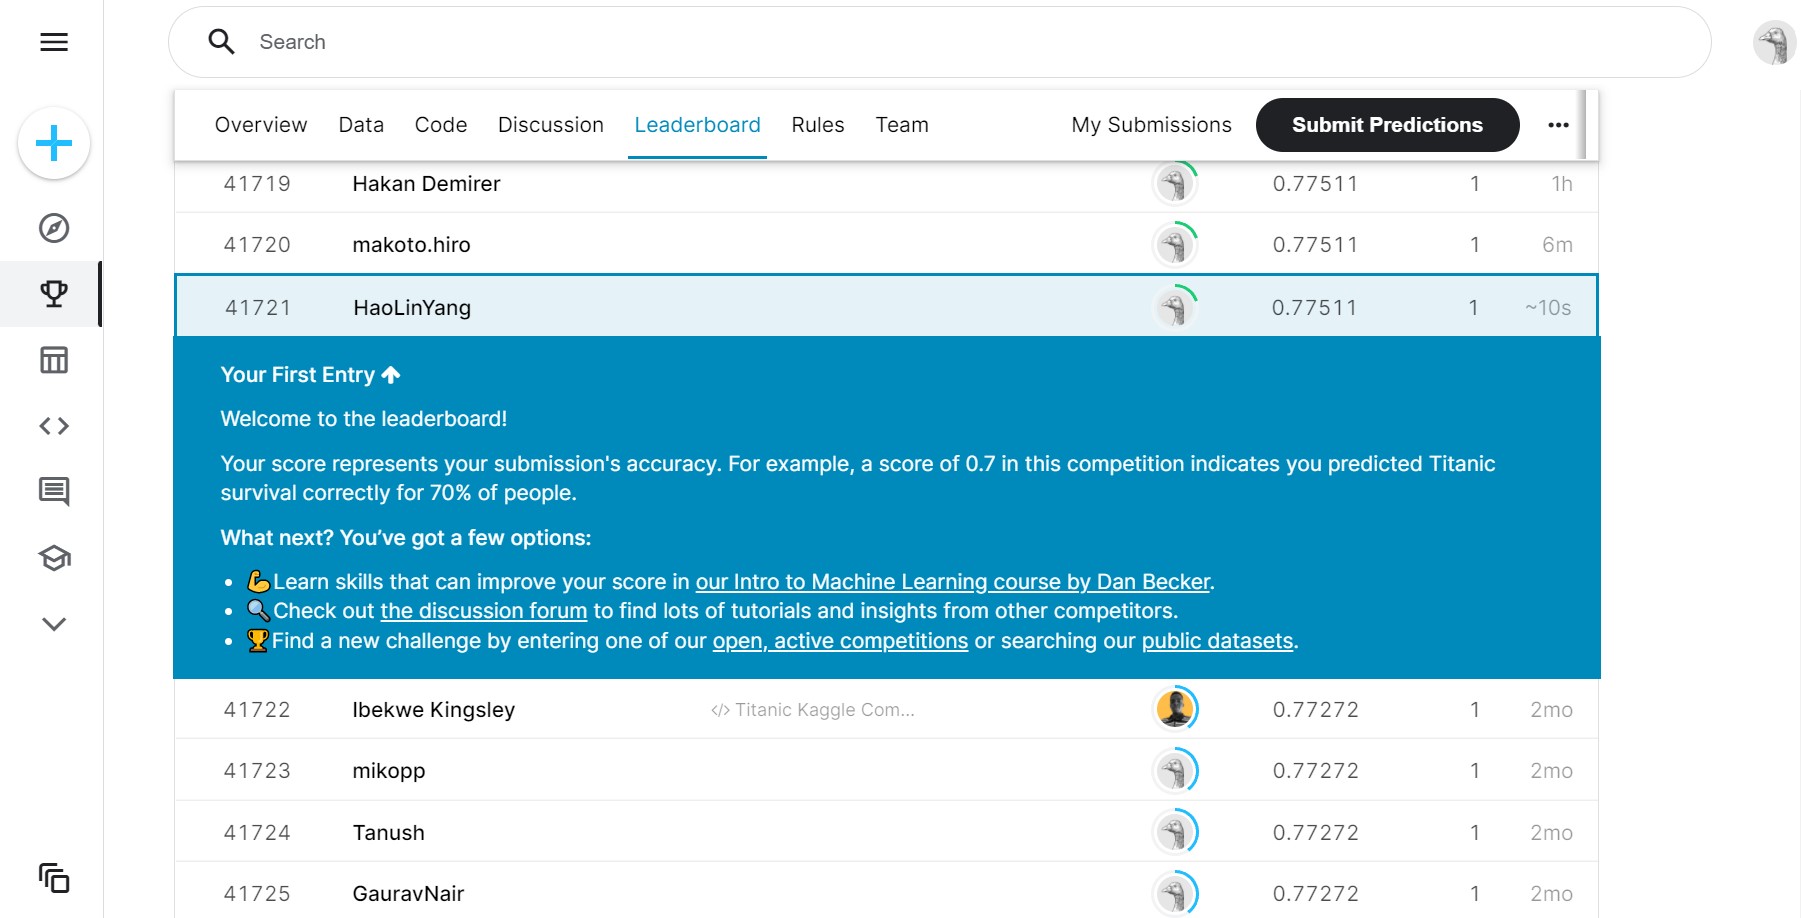 Search
Overview Data Code Discussion Leaderboard Rules Team My Submissions Submit Predictions
41719 Hakan Demirer 0.77511 1 1h
41720 makoto.hiro 0.77511 1 6m
41721 HaoLinYang 0.77511 1 ~10s
Your First Entry
Welcome to the leaderboard!
Your score represents your submission's accuracy. For example, a score of 0.7 in this competition indicates you predicted Titanic
survival correctly for 70% of people.
What next? You’ve got a few options:
• 💪Learn skills that can improve your score in our Intro to Machine Learning course by Dan Becker.
• 🔍Check out the discussion forum to find lots of tutorials and insights from other competitors.
• 🏆Find a new challenge by entering one of our open, active competitions or searching our public datasets.
41722 Ibekwe Kingsley </> Titanic Kaggle Com... 0.77272 1 2mo
41723 mikopp 0.77272 1 2mo
41724 Tanush 0.77272 1 2mo
41725 GauravNair 0.77272 1 2mo